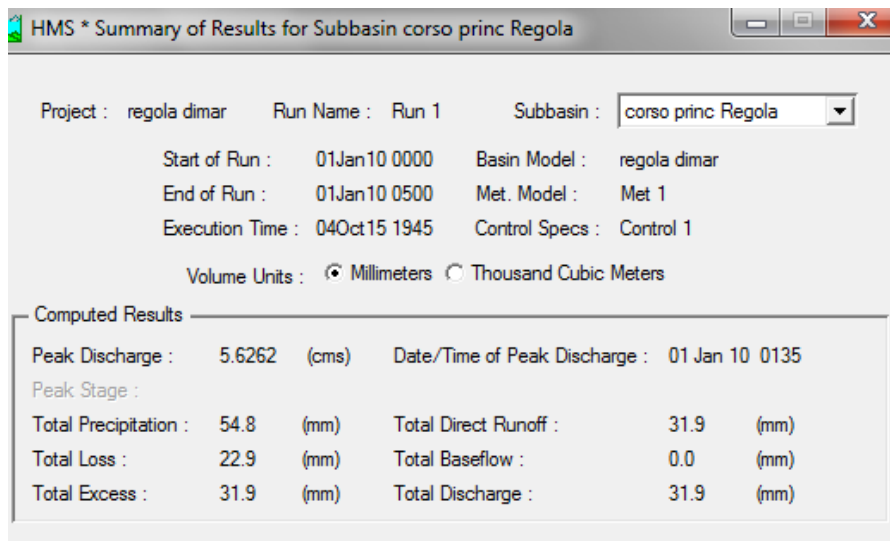 HMS * Summary of Results for Subbasin corso princ Regola
Project : regola dimar Run Name : Run 1 Subbasin : corso princ Regola
Start of Run : 01Jan10 0000 Basin Model : regola dimar
End of Run : 01Jan10 0500 Met. Model : Met 1
Execution Time : 04Oct15 1945 Control Specs : Control 1
Volume Units : Millimeters Thousand Cubic Meters
Computed Results
Peak Discharge : 5.6262 (cms) Date/Time of Peak Discharge : 01 Jan 10 0135
Peak Stage :
Total Precipitation : 54.8 (mm) Total Direct Runoff : 31.9 (mm)
Total Loss : 22.9 (mm) Total Baseflow : 0.0 (mm)
Total Excess : 31.9 (mm) Total Discharge : 31.9 (mm)